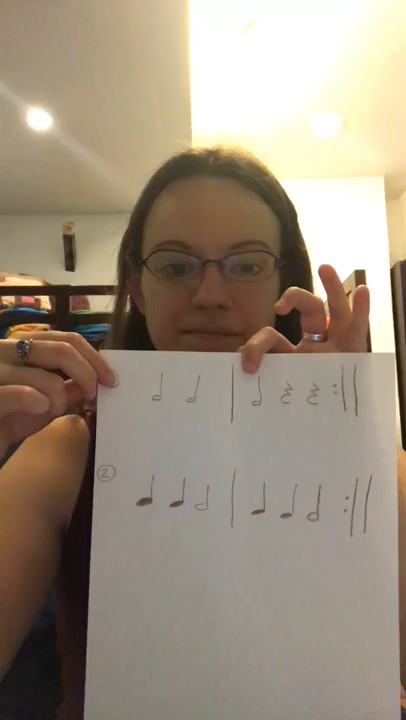 𝅗𝅥 𝅗𝅥 | 𝅗𝅥 𝄽 𝄽 :||
② ♩ ♩ 𝅗𝅥 | ♩ ♩ 𝅗𝅥 :||